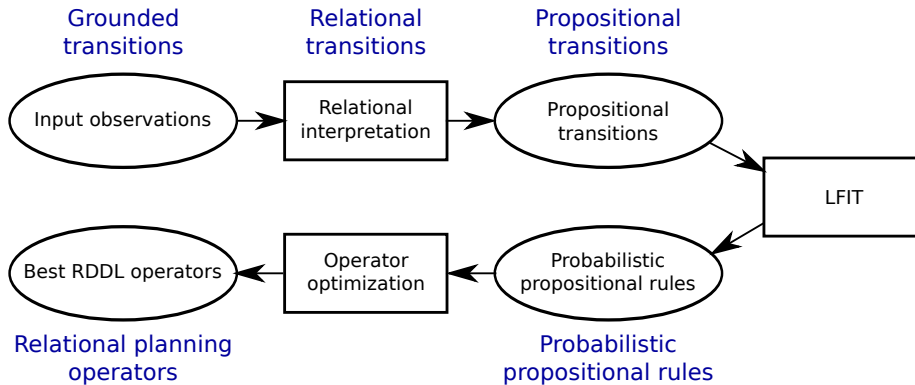 Grounded
transitions
Relational
transitions
Propositional
transitions
Input observations
Relational
interpretation
Propositional
transitions
LFIT
Best RDDL operators
Operator
optimization
Probabilistic
propositional rules
Relational planning
operators
Probabilistic
propositional rules